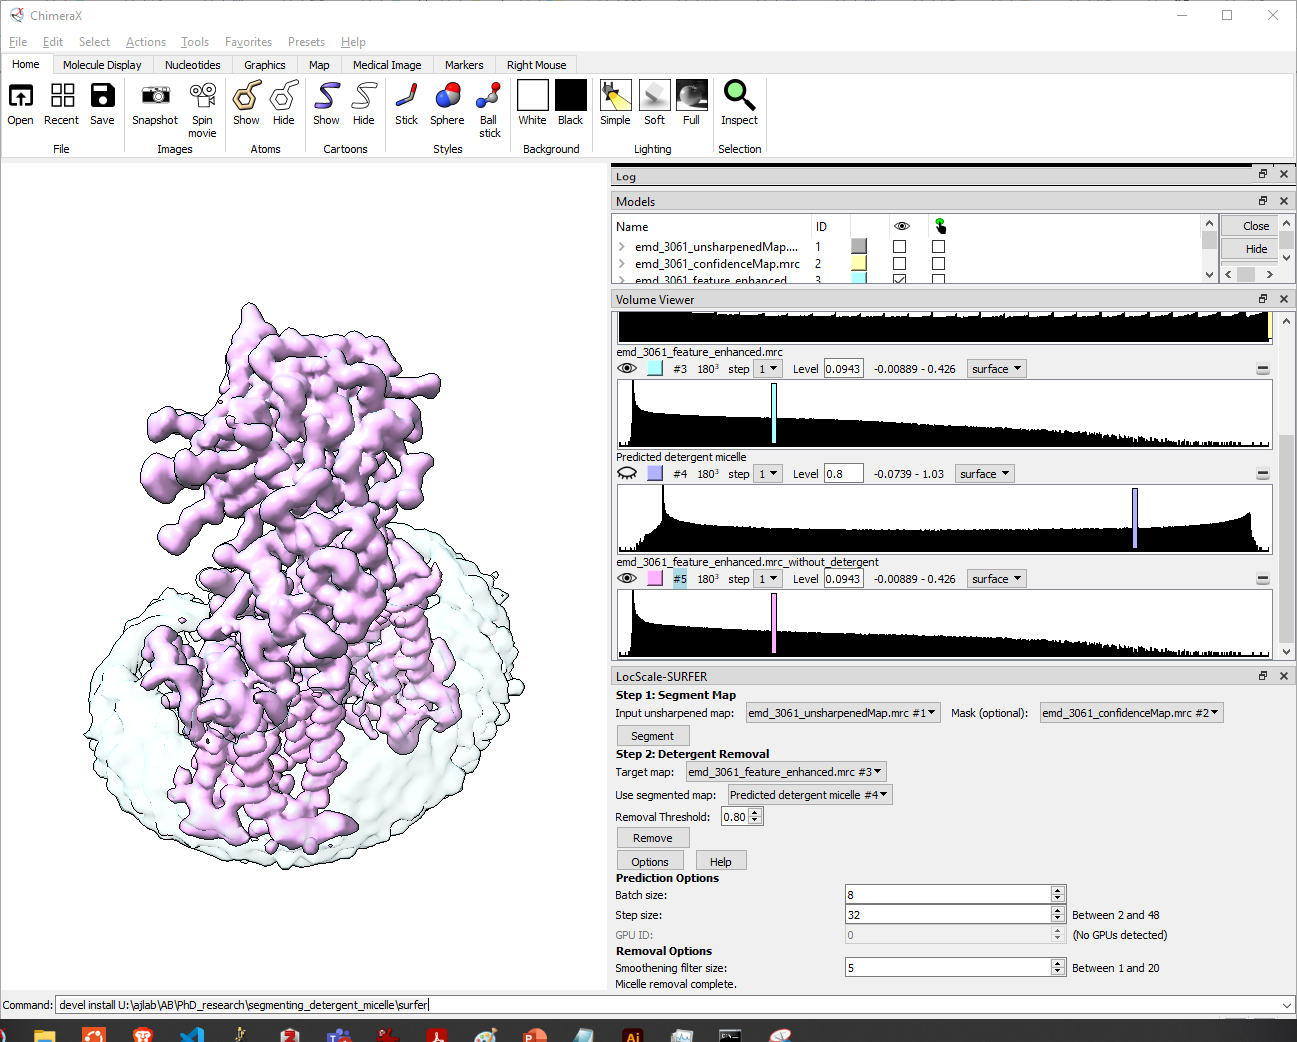 ChimeraX
File Edit Select Actions Tools Favorites Presets Help
Home Molecule Display Nucleotides Graphics Map Medical Image Markers Right Mouse
Open Recent Save Snapshot Spin movie Show Hide Show Hide Stick Sphere Ball stick White Black Simple Soft Full Inspect
File Images Atoms Cartoons Styles Background Lighting Selection
Log
Models
Name ID
emd_3061_unsharpenedMap.... 1
emd_3061_confidenceMap.mrc 2
emd_3061_feature_enhanced 3
Close
Hide
Volume Viewer
emd_3061_feature_enhanced.mrc
#3 180³ step 1 Level 0.0943 -0.00889 - 0.426 surface
Predicted detergent micelle
#4 180³ step 1 Level 0.8 -0.0739 - 1.03 surface
emd_3061_feature_enhanced.mrc_without_detergent
#5 180³ step 1 Level 0.0943 -0.00889 - 0.426 surface
LocScale-SURFER
Step 1: Segment Map
Input unsharpened map: emd_3061_unsharpenedMap.mrc #1 Mask (optional): emd_3061_confidenceMap.mrc #2
Segment
Step 2: Detergent Removal
Target map: emd_3061_feature_enhanced.mrc #3
Use segmented map: Predicted detergent micelle #4
Removal Threshold: 0.80
Remove
Options Help
Prediction Options
Batch size: 8
Step size: 32 Between 2 and 48
GPU ID: 0 (No GPUs detected)
Removal Options
Smoothening filter size: 5 Between 1 and 20
Micelle removal complete.
Command: devel install U:\ajlab\AB\PhD_research\segmenting_detergent_micelle\surfer
Ai